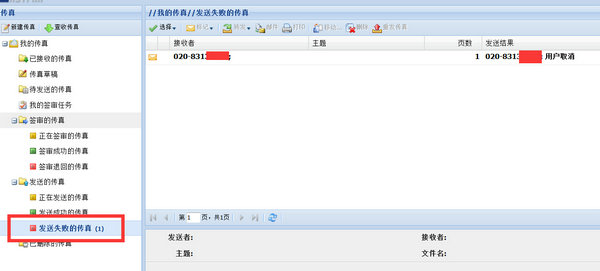 传真
新建传真 查收传真
我的传真
已接收的传真
传真草稿
待发送的传真
我的签审任务
签审的传真
正在签审的传真
签审成功的传真
签审退回的传真
发送的传真
正在发送的传真
发送成功的传真
发送失败的传真 (1)
已删除的传真
//我的传真//发送失败的传真
选择 标记 转发 邮件 打印 移动... 删除 重发传真
接收者 主题 页数 发送结果
020-8313 ; 1 020-8313 : 用户取消
第 1 页，共1页
发送者: 接收者:
主题: 文件名: